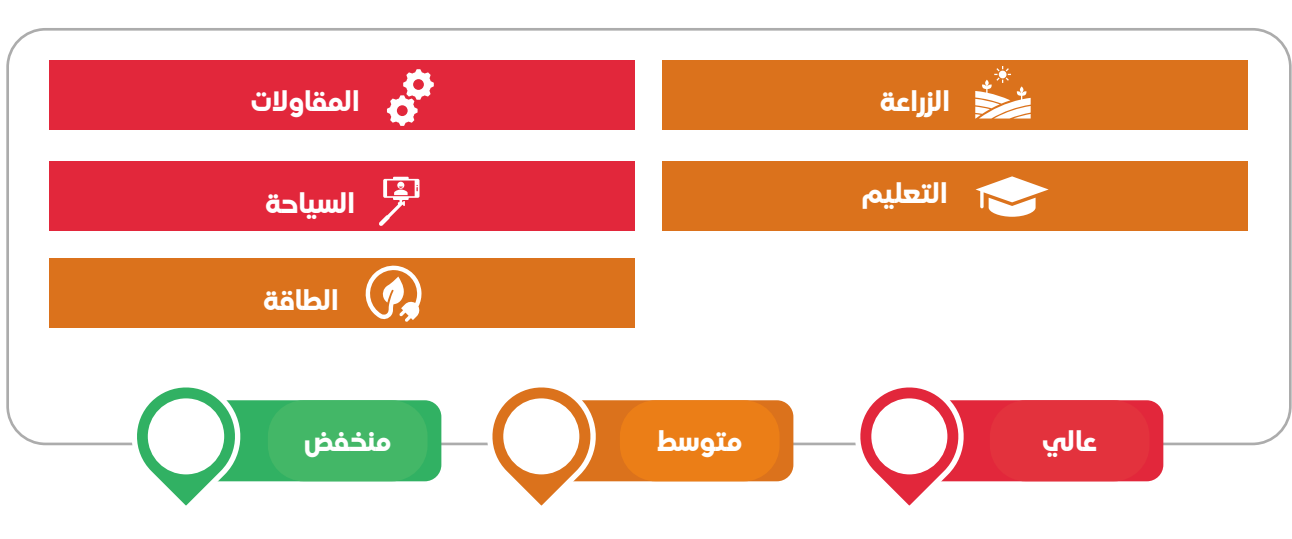 الزراعة
المقاولات
التعليم
السياحة
الطاقة
عالي
متوسط
منخفض